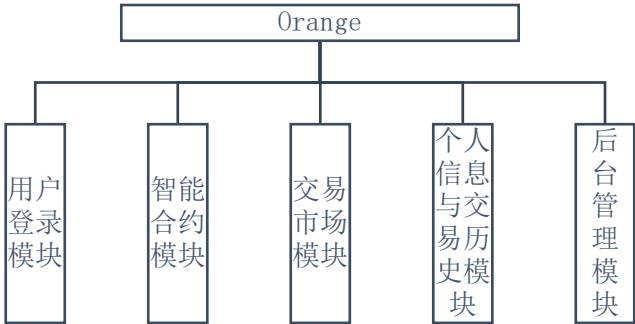 Orange
用户
登录
模块
智能
合约
模块
交易
市场
模块
个人
信息
与交
易历
史模
块
后
台
管
理
模
块